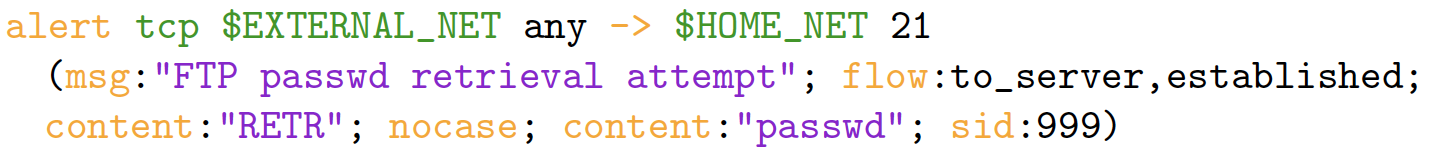 alert tcp $EXTERNAL_NET any -> $HOME_NET 21
(msg:"FTP passwd retrieval attempt"; flow:to_server,established;
content:"RETR"; nocase; content:"passwd"; sid:999)